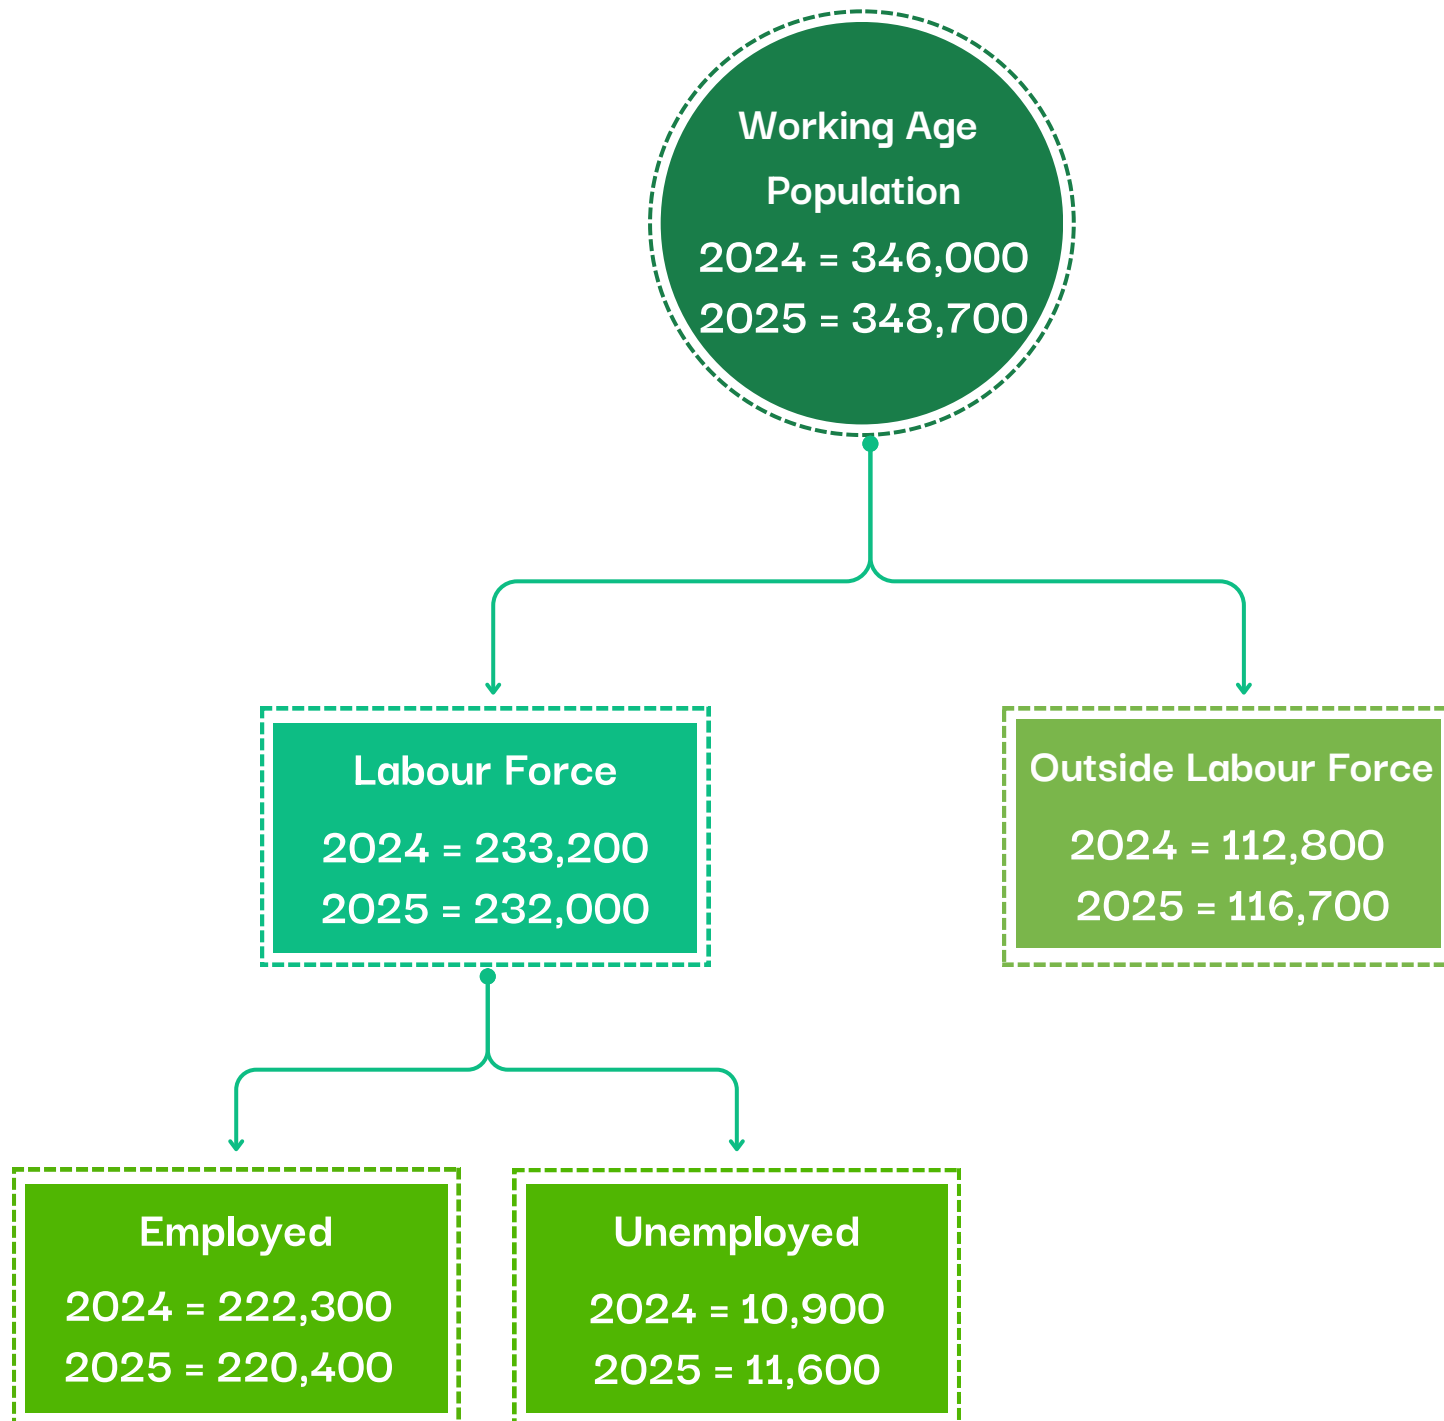 Working Age
Population
2024 = 346,000
2025 = 348,700
Labour Force
2024 = 233,200
2025 = 232,000
Outside Labour Force
2024 = 112,800
2025 = 116,700
Employed
2024 = 222,300
2025 = 220,400
Unemployed
2024 = 10,900
2025 = 11,600